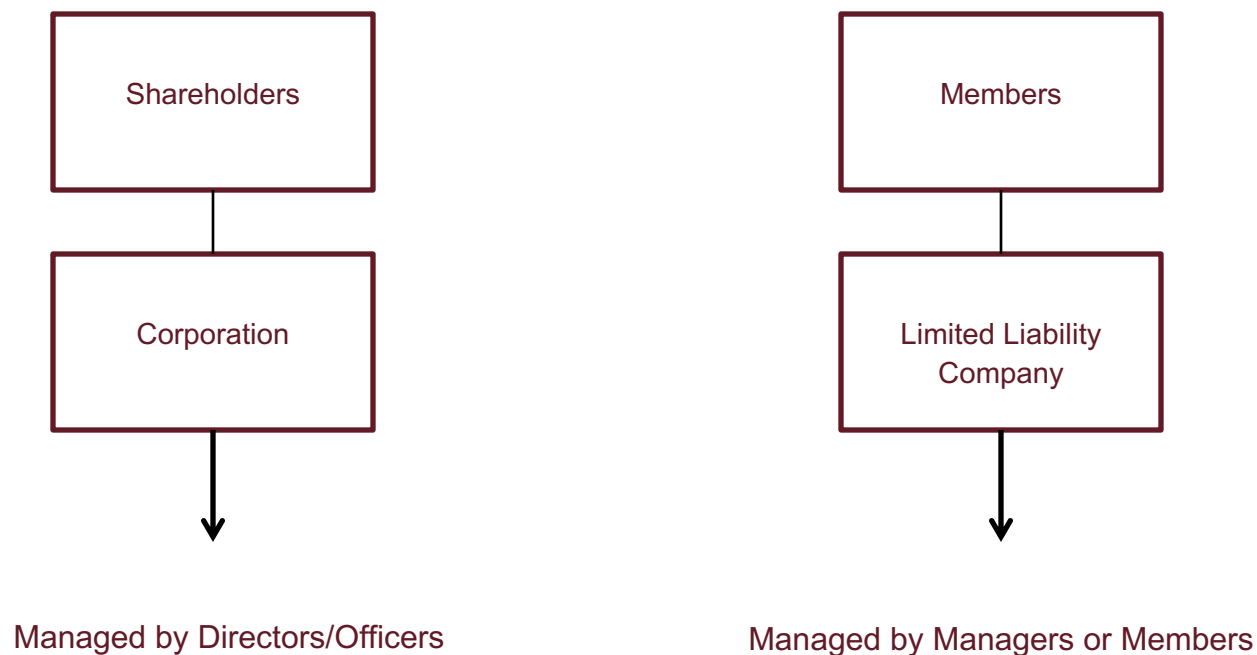 Shareholders
Members
Corporation
Limited Liability
Company
Managed by Directors/Officers
Managed by Managers or Members